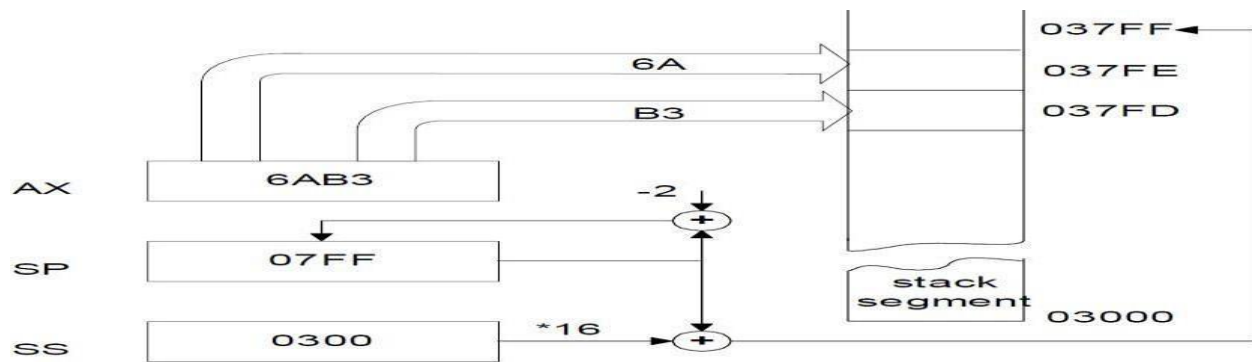 037FF
6A
037FE
B3
037FD
AX
6AB3
-2
+
SP
07FF
stack
segment
03000
SS
0300
*16
+